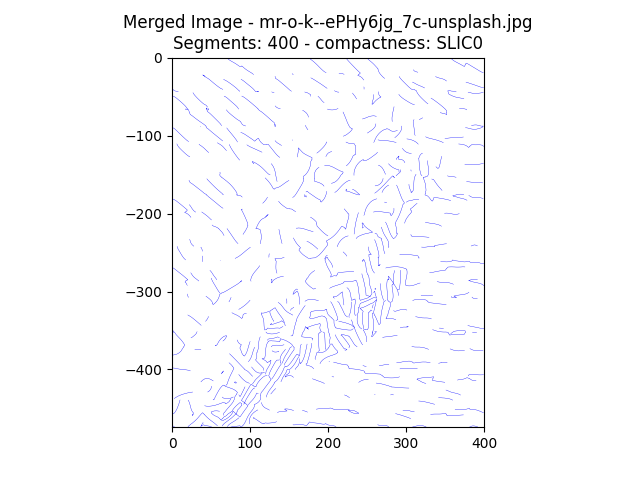 Merged Image - mr-o-k--ePHy6jg_7c-unsplash.jpg
Segments: 400 - compactness: SLIC0
0
−100
−200
−300
−400
0 100 200 300 400